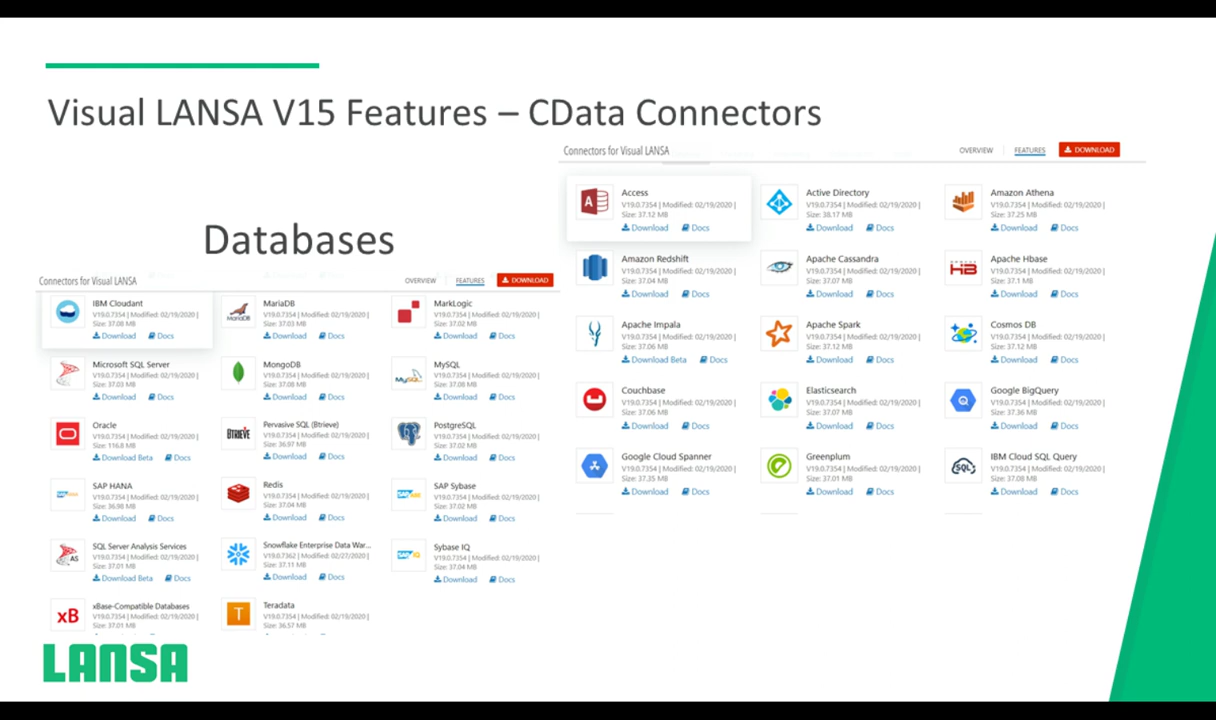 Visual LANSA V15 Features – CData Connectors
Databases
Connectors for Visual LANSA
OVERVIEW
FEATURES
DOWNLOAD
IBM Cloudant
V19.0.7354 | Modified: 02/19/2020 |
Size: 37.08 MB
Download Docs
MariaDB
V19.0.7354 | Modified: 02/19/2020 |
Size: 37.03 MB
Download Docs
MarkLogic
V19.0.7354 | Modified: 02/19/2020 |
Size: 37.02 MB
Download Docs
Microsoft SQL Server
V19.0.7354 | Modified: 02/19/2020 |
Size: 37.03 MB
Download Docs
MongoDB
V19.0.7354 | Modified: 02/19/2020 |
Size: 37.08 MB
Download Docs
MySQL
V19.0.7354 | Modified: 02/19/2020 |
Size: 37.08 MB
Download Docs
Oracle
V19.0.7354 | Modified: 02/19/2020 |
Size: 116.8 MB
Download Beta Docs
Pervasive SQL (Btrieve)
V19.0.7354 | Modified: 02/19/2020 |
Size: 36.97 MB
Download Docs
PostgreSQL
V19.0.7354 | Modified: 02/19/2020 |
Size: 37.02 MB
Download Docs
SAP HANA
V19.0.7354 | Modified: 02/19/2020 |
Size: 36.98 MB
Download Docs
Redis
V19.0.7354 | Modified: 02/19/2020 |
Size: 37.04 MB
Download Docs
SAP Sybase
V19.0.7354 | Modified: 02/19/2020 |
Size: 37.02 MB
Download Docs
SQL Server Analysis Services
V19.0.7354 | Modified: 02/19/2020 |
Size: 37.01 MB
Download Beta Docs
Snowflake Enterprise Data War...
V19.0.7362 | Modified: 02/27/2020 |
Size: 37.11 MB
Download Docs
Sybase IQ
V19.0.7354 | Modified: 02/19/2020 |
Size: 37.04 MB
Download Docs
xBase-Compatible Databases
V19.0.7354 | Modified: 02/19/2020 |
Size: 37.01 MB
Teradata
V19.0.7354 | Modified: 02/19/2020 |
Size: 36.57 MB
Connectors for Visual LANSA
OVERVIEW
FEATURES
DOWNLOAD
Access
V19.0.7354 | Modified: 02/19/2020 |
Size: 37.12 MB
Download Docs
Active Directory
V19.0.7354 | Modified: 02/19/2020 |
Size: 38.17 MB
Download Docs
Amazon Athena
V19.0.7354 | Modified: 02/19/2020 |
Size: 37.25 MB
Download Docs
Amazon Redshift
V19.0.7354 | Modified: 02/19/2020 |
Size: 37.04 MB
Download Docs
Apache Cassandra
V19.0.7354 | Modified: 02/19/2020 |
Size: 37.07 MB
Download Docs
Apache Hbase
V19.0.7354 | Modified: 02/19/2020 |
Size: 37.1 MB
Download Docs
Apache Impala
V19.0.7354 | Modified: 02/19/2020 |
Size: 37.06 MB
Download Beta Docs
Apache Spark
V19.0.7354 | Modified: 02/19/2020 |
Size: 37.12 MB
Download Docs
Cosmos DB
V19.0.7354 | Modified: 02/19/2020 |
Size: 37.12 MB
Download Docs
Couchbase
V19.0.7354 | Modified: 02/19/2020 |
Size: 37.06 MB
Download Docs
Elasticsearch
V19.0.7354 | Modified: 02/19/2020 |
Size: 37.07 MB
Download Docs
Google BigQuery
V19.0.7354 | Modified: 02/19/2020 |
Size: 37.36 MB
Download Docs
Google Cloud Spanner
V19.0.7354 | Modified: 02/19/2020 |
Size: 37.35 MB
Download Docs
Greenplum
V19.0.7354 | Modified: 02/19/2020 |
Size: 37.01 MB
Download Docs
IBM Cloud SQL Query
V19.0.7354 | Modified: 02/19/2020 |
Size: 37.08 MB
Download Docs
LANSA